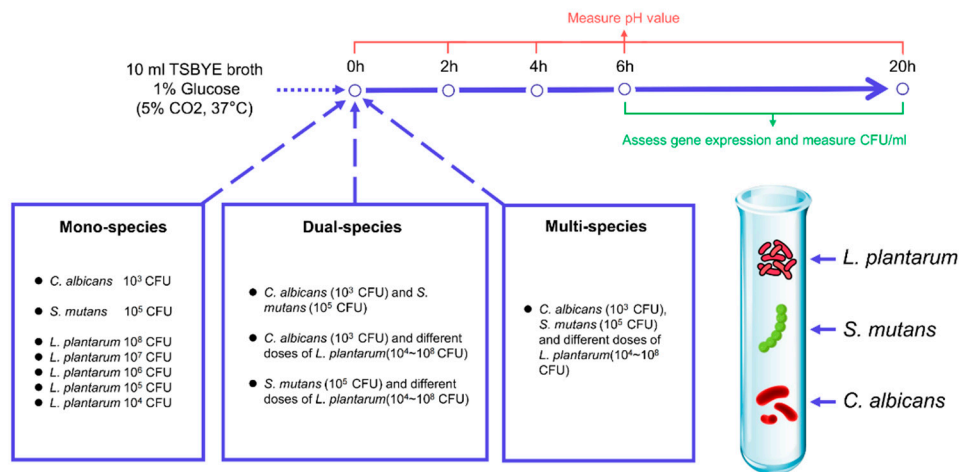 Measure pH value
0h
2h
4h
6h
20h
10 ml TSBYE broth
1% Glucose
(5% CO2, 37°C)
Assess gene expression and measure CFU/ml
Mono-species
● C. albicans 10³ CFU
● S. mutans 10⁵ CFU
● L. plantarum 10⁸ CFU
● L. plantarum 10⁷ CFU
● L. plantarum 10⁶ CFU
● L. plantarum 10⁵ CFU
● L. plantarum 10⁴ CFU
Dual-species
● C. albicans (10³ CFU) and S.
mutans (10⁵ CFU)
● C. albicans (10³ CFU) and different
doses of L. plantarum(10⁴~10⁸ CFU)
● S. mutans (10⁵ CFU) and different
doses of L. plantarum(10⁴~10⁸ CFU)
Multi-species
● C. albicans (10³ CFU),
S. mutans (10⁵ CFU)
and different doses of
L. plantarum(10⁴~10⁸
CFU)
L. plantarum
S. mutans
C. albicans